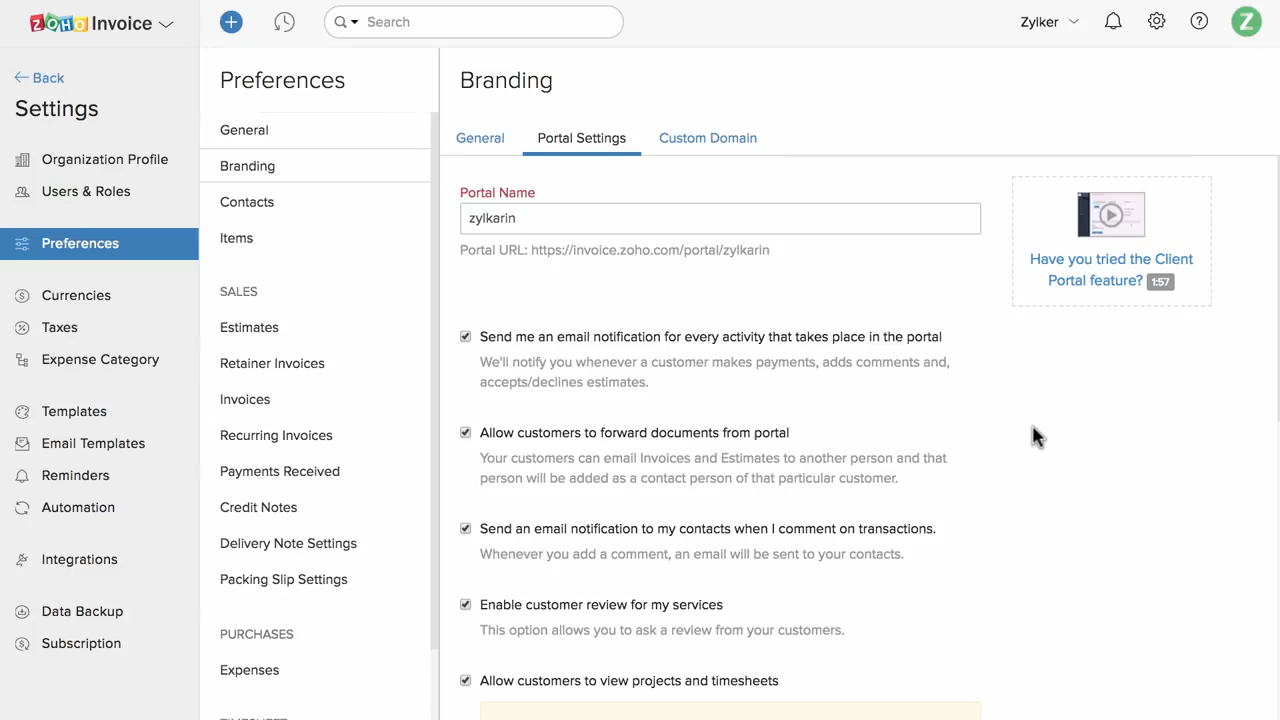 ZOHO Invoice
Search
Zylker
Z
Back
Settings
Organization Profile
Users & Roles
Preferences
Currencies
Taxes
Expense Category
Templates
Email Templates
Reminders
Automation
Integrations
Data Backup
Subscription
Preferences
General
Branding
Contacts
Items
SALES
Estimates
Retainer Invoices
Invoices
Recurring Invoices
Payments Received
Credit Notes
Delivery Note Settings
Packing Slip Settings
PURCHASES
Expenses
TIMESHEET
Branding
General
Portal Settings
Custom Domain
Portal Name
zylkarin
Portal URL: https://invoice.zoho.com/portal/zylkarin
Have you tried the Client
Portal feature? 1:57
Send me an email notification for every activity that takes place in the portal
We'll notify you whenever a customer makes payments, adds comments and,
accepts/declines estimates.
Allow customers to forward documents from portal
Your customers can email Invoices and Estimates to another person and that
person will be added as a contact person of that particular customer.
Send an email notification to my contacts when I comment on transactions.
Whenever you add a comment, an email will be sent to your contacts.
Enable customer review for my services
This option allows you to ask a review from your customers.
Allow customers to view projects and timesheets